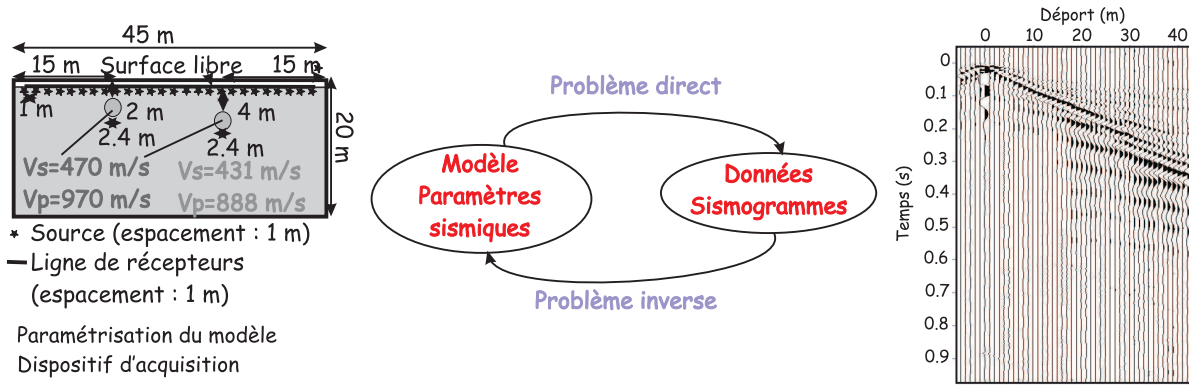 45 m
15 m
Surface libre
15 m
1 m
2 m
4 m
20 m
2.4 m
2.4 m
Vs=470 m/s
Vs=431 m/s
Vp=970 m/s
Vp=888 m/s
Source (espacement : 1 m)
Ligne de récepteurs
(espacement : 1 m)
Paramétrisation du modèle
Dispositif d'acquisition
Problème direct
Modèle
Paramètres
sismiques
Données
Sismogrammes
Problème inverse
Déport (m)
0 10 20 30 40
Temps (s)
0
0.1
0.2
0.3
0.4
0.5
0.6
0.7
0.8
0.9